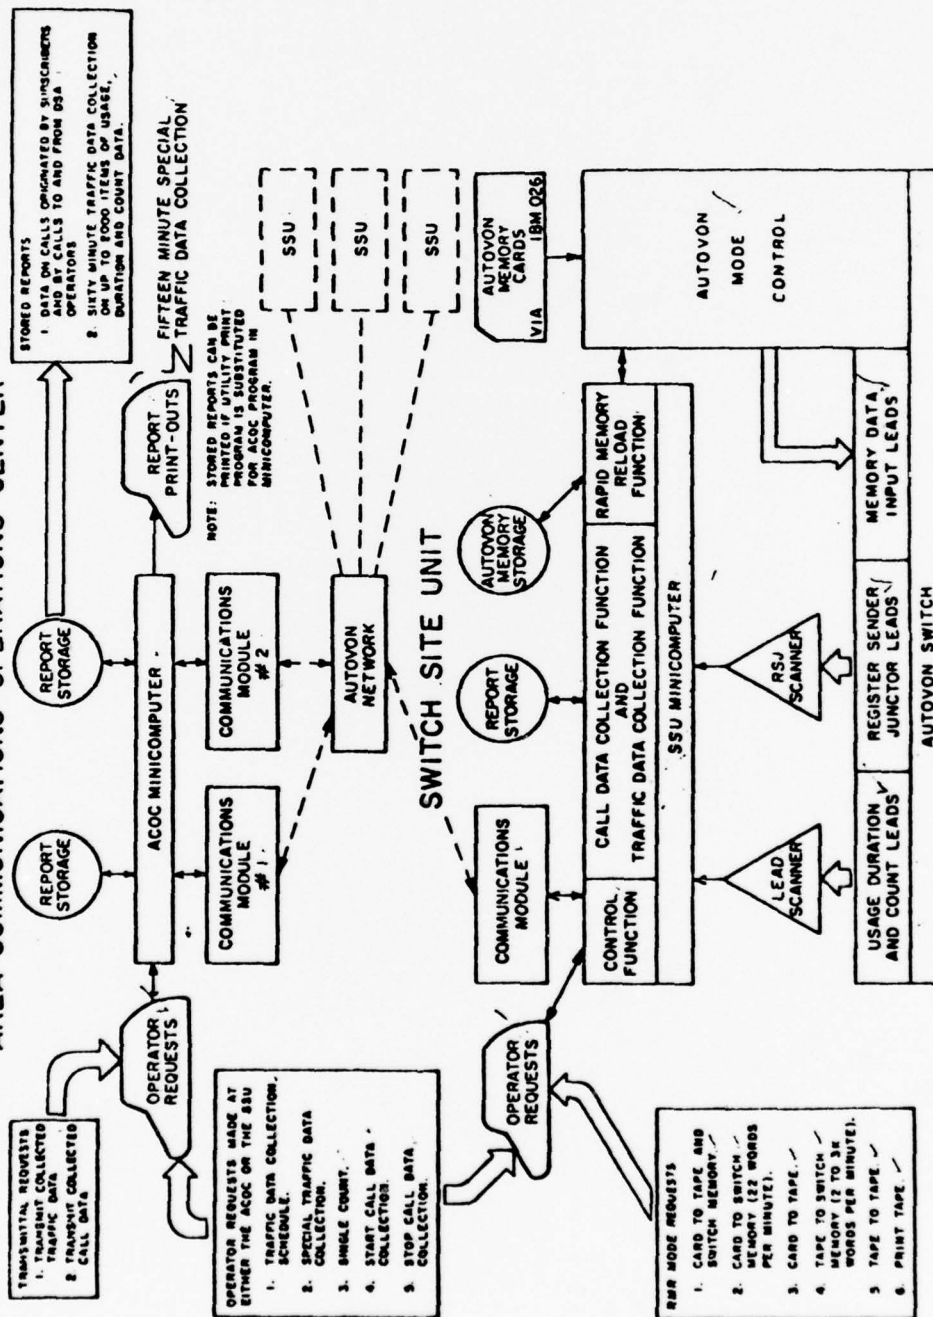 AREA COMMUNICATIONS OPERATIONS CENTER
TRANSMITTAL REQUESTS
1. TRANSMIT COLLECTED
TRAFFIC DATA
2. TRANSMIT COLLECTED
CALL DATA
OPERATOR
REQUESTS
REPORT
STORAGE
REPORT
STORAGE
STORED REPORTS
1. DATA ON CALLS ORIGINATED BY SUBSCRIBERS
AND BY CALLS TO AND FROM DSA
OPERATORS
2. SIXTY MINUTE TRAFFIC DATA COLLECTION
ON UP TO 2000 ITEMS OF USAGE,
DURATION AND COUNT DATA.
ACOC MINICOMPUTER
REPORT
PRINT-OUTS
FIFTEEN MINUTE SPECIAL
TRAFFIC DATA COLLECTION
NOTE: STORED REPORTS CAN BE
PRINTED IF UTILITY PRINT
PROGRAM IS SUBSTITUTED
FOR ACOC PROGRAM IN
MINICOMPUTER.
COMMUNICATIONS
MODULE
#1
COMMUNICATIONS
MODULE
#2
OPERATOR REQUESTS MADE AT
EITHER THE ACOC OR THE SSU
1. TRAFFIC DATA COLLECTION
SCHEDULE.
2. SPECIAL TRAFFIC DATA
COLLECTION.
3. SINGLE COUNT.
4. START CALL DATA
COLLECTION.
5. STOP CALL DATA
COLLECTION.
AUTOVON
NETWORK
SSU
SSU
SSU
SWITCH SITE UNIT
OPERATOR
REQUESTS
COMMUNICATIONS
MODULE
REPORT
STORAGE
AUTOVON
MEMORY
STORAGE
AUTOVON
MEMORY
CARDS
VIA IBM 026
CONTROL
FUNCTION
CALL DATA COLLECTION FUNCTION
AND
TRAFFIC DATA COLLECTION FUNCTION
RAPID MEMORY
RELOAD
FUNCTION
SSU MINICOMPUTER
AUTOVON
MODE
CONTROL
RMR MODE REQUESTS
1. CARD TO TAPE AND
SWITCH MEMORY.
2. CARD TO SWITCH
MEMORY (22 WORDS
PER MINUTE).
3. CARD TO TAPE.
4. TAPE TO SWITCH
MEMORY (2 TO 3K
WORDS PER MINUTE).
5 TAPE TO TAPE.
6. PRINT TAPE.
LEAD
SCANNER
RSJ
SCANNER
USAGE DURATION
AND COUNT LEADS
REGISTER SENDER
JUNCTOR LEADS
MEMORY DATA
INPUT LEADS
AUTOVON SWITCH